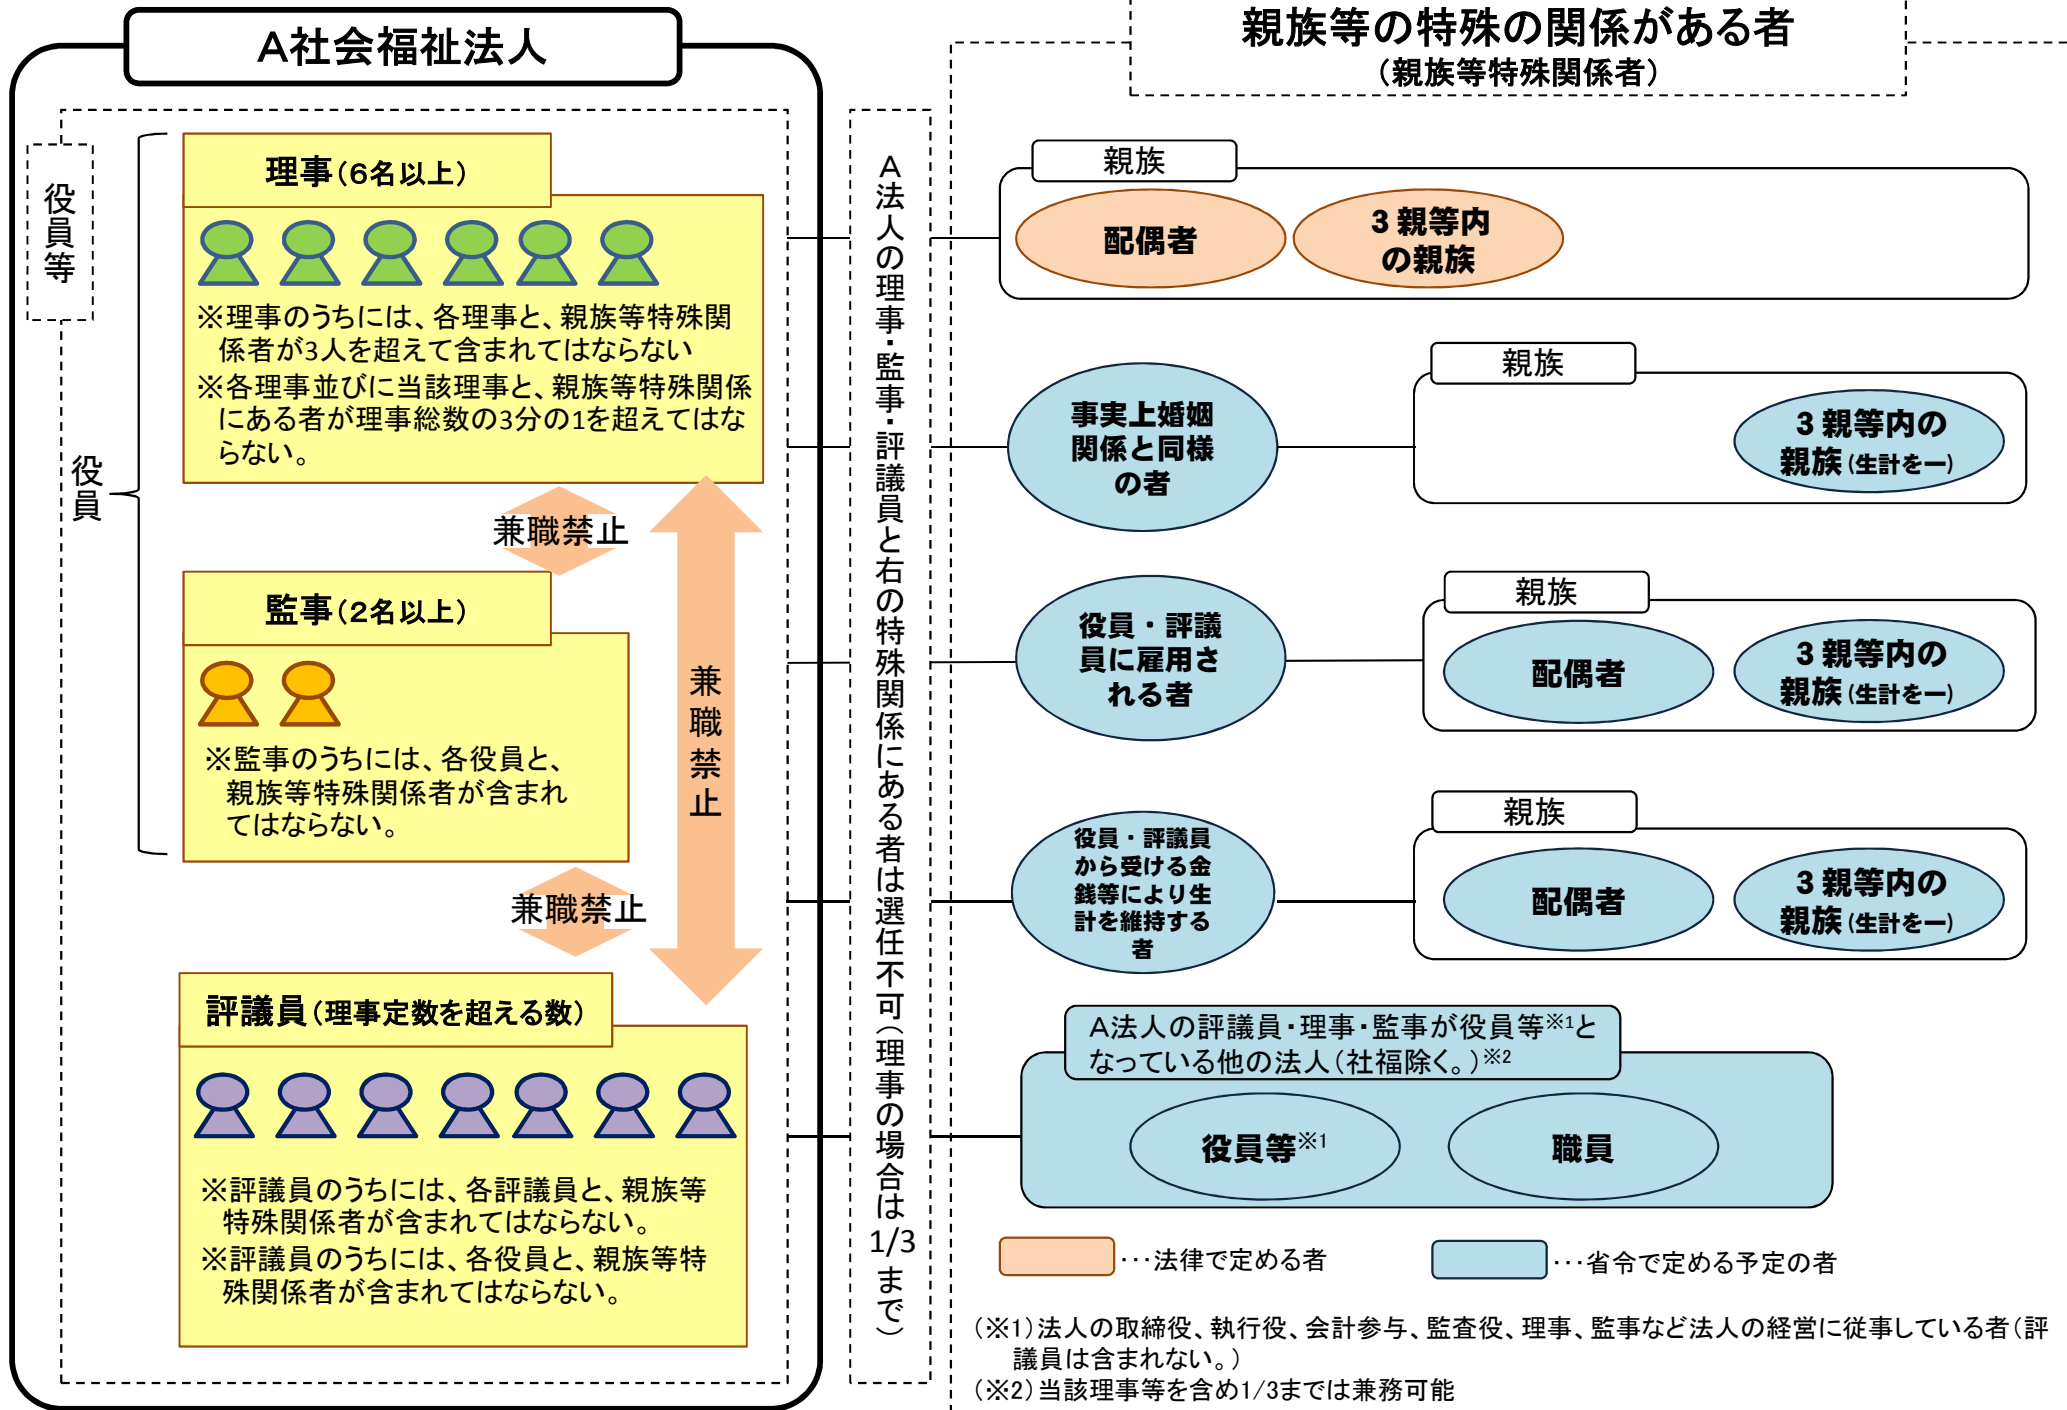 A社会福祉法人
役員等
役員
理事(6名以上)
※理事のうちには、各理事と、親族等特殊関
係者が3人を超えて含まれてはならない
※各理事並びに当該理事と、親族等特殊関係
にある者が理事総数の3分の1を超えてはな
らない。
兼職禁止
監事(2名以上)
※監事のうちには、各役員と、
親族等特殊関係者が含まれ
てはならない。
兼職禁止
兼職禁止
評議員(理事定数を超える数)
※評議員のうちには、各評議員と、親族等
特殊関係者が含まれてはならない。
※評議員のうちには、各役員と、親族等特
殊関係者が含まれてはならない。
A法人の理事・監事・評議員と右の特殊関係にある者は選任不可(理事の場合は1/3まで)
親族等の特殊の関係がある者
(親族等特殊関係者)
親族
配偶者
3親等内
の親族
事実上婚姻
関係と同様
の者
親族
3親等内の
親族(生計を一)
役員・評議
員に雇用さ
れる者
親族
配偶者
3親等内の
親族(生計を一)
役員・評議員
から受ける金
銭等により生
計を維持する
者
親族
配偶者
3親等内の
親族(生計を一)
A法人の評議員・理事・監事が役員等※1と
なっている他の法人(社福除く。)※2
役員等※1
職員
…法律で定める者
…省令で定める予定の者
(※1)法人の取締役、執行役、会計参与、監査役、理事、監事など法人の経営に従事している者(評
議員は含まれない。)
(※2)当該理事等を含め1/3までは兼務可能